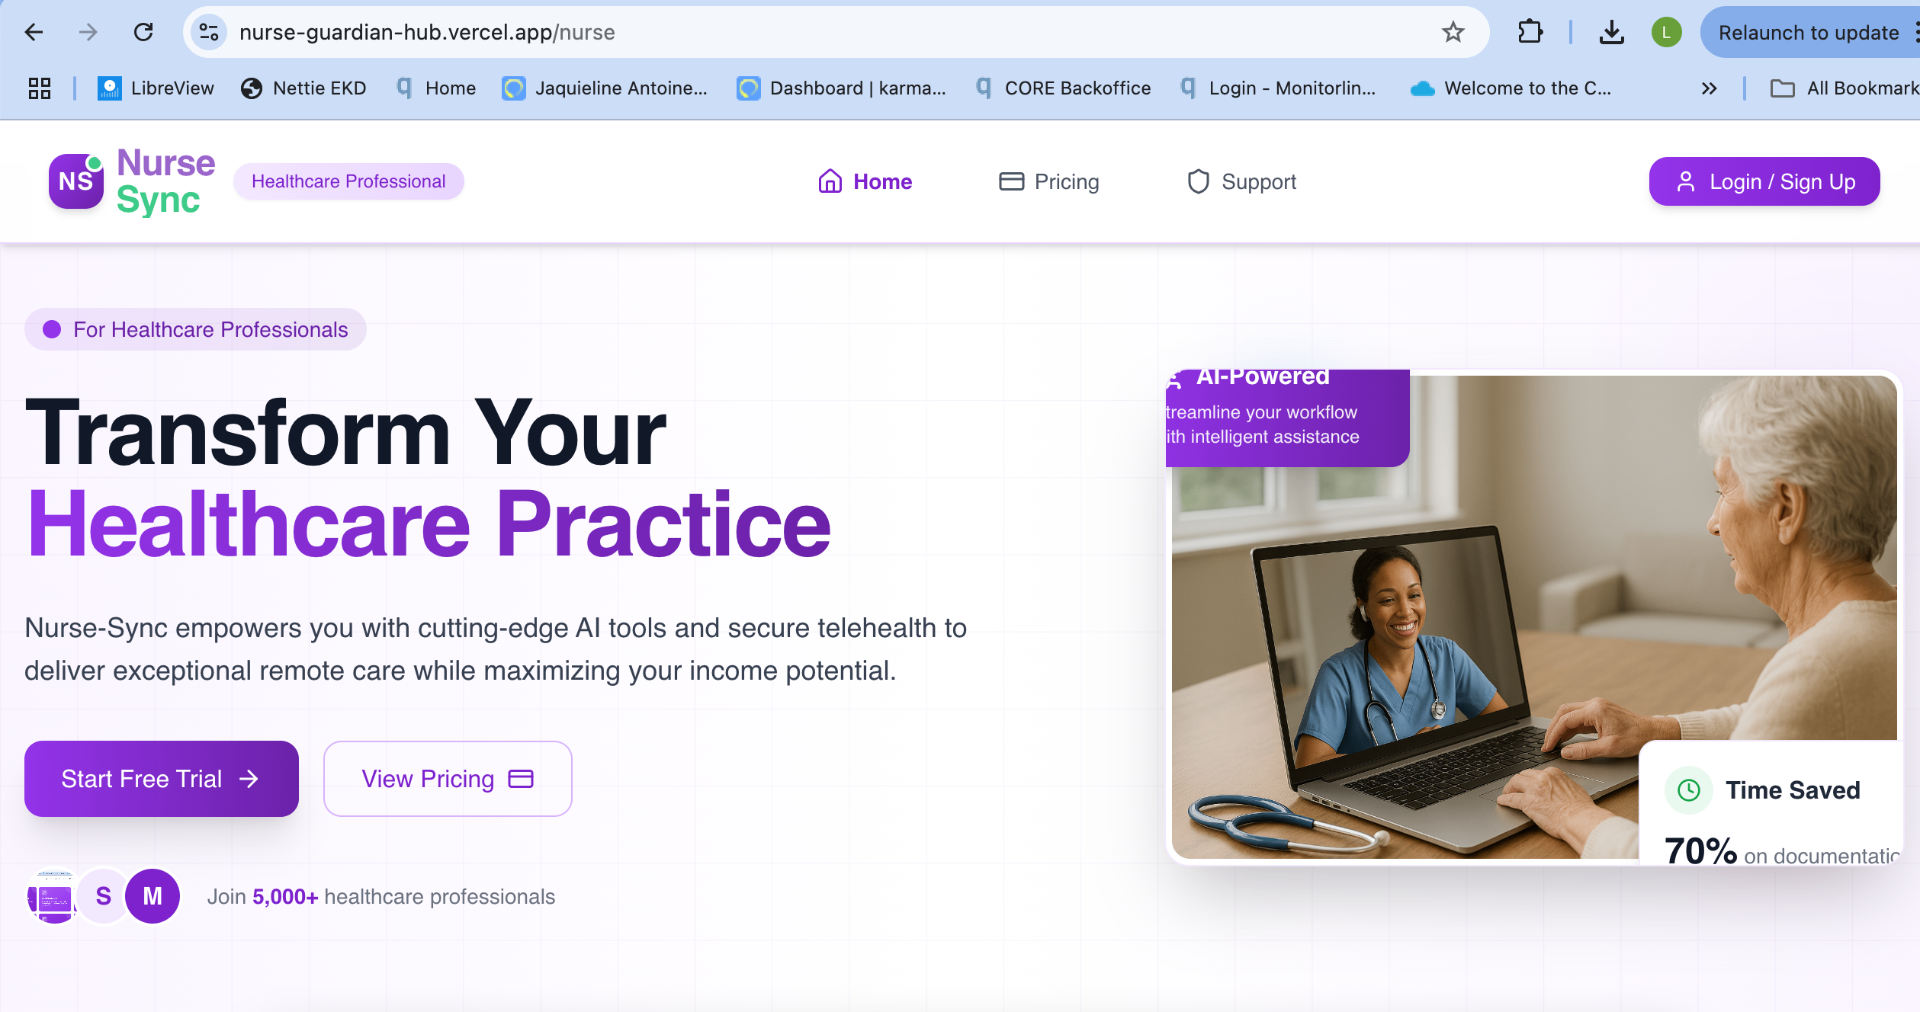 nurse-guardian-hub.vercel.app/nurse
L
Relaunch to update
LibreView
Nettie EKD
Home
Jaquieline Antoine...
Dashboard | karma...
CORE Backoffice
Login - Monitorlin...
Welcome to the C...
All Bookmark
NS
Nurse
Sync
Healthcare Professional
Home
Pricing
Support
Login / Sign Up
For Healthcare Professionals
Transform Your
Healthcare Practice
Nurse-Sync empowers you with cutting-edge AI tools and secure telehealth to
deliver exceptional remote care while maximizing your income potential.
Start Free Trial
View Pricing
S
M
Join 5,000+ healthcare professionals
AI-Powered
treamline your workflow
ith intelligent assistance
Time Saved
70% on documentatio